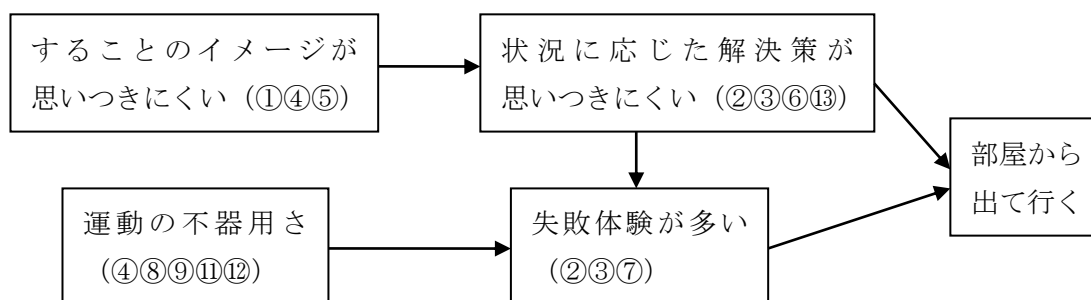 することのイメージが
思いつきにくい（①④⑤）
状況に応じた解決策が
思いつきにくい（②③⑥⑬）
部屋から
出て行く
運動の不器用さ
（④⑧⑨⑪⑫）
失敗体験が多い
（②③⑦）